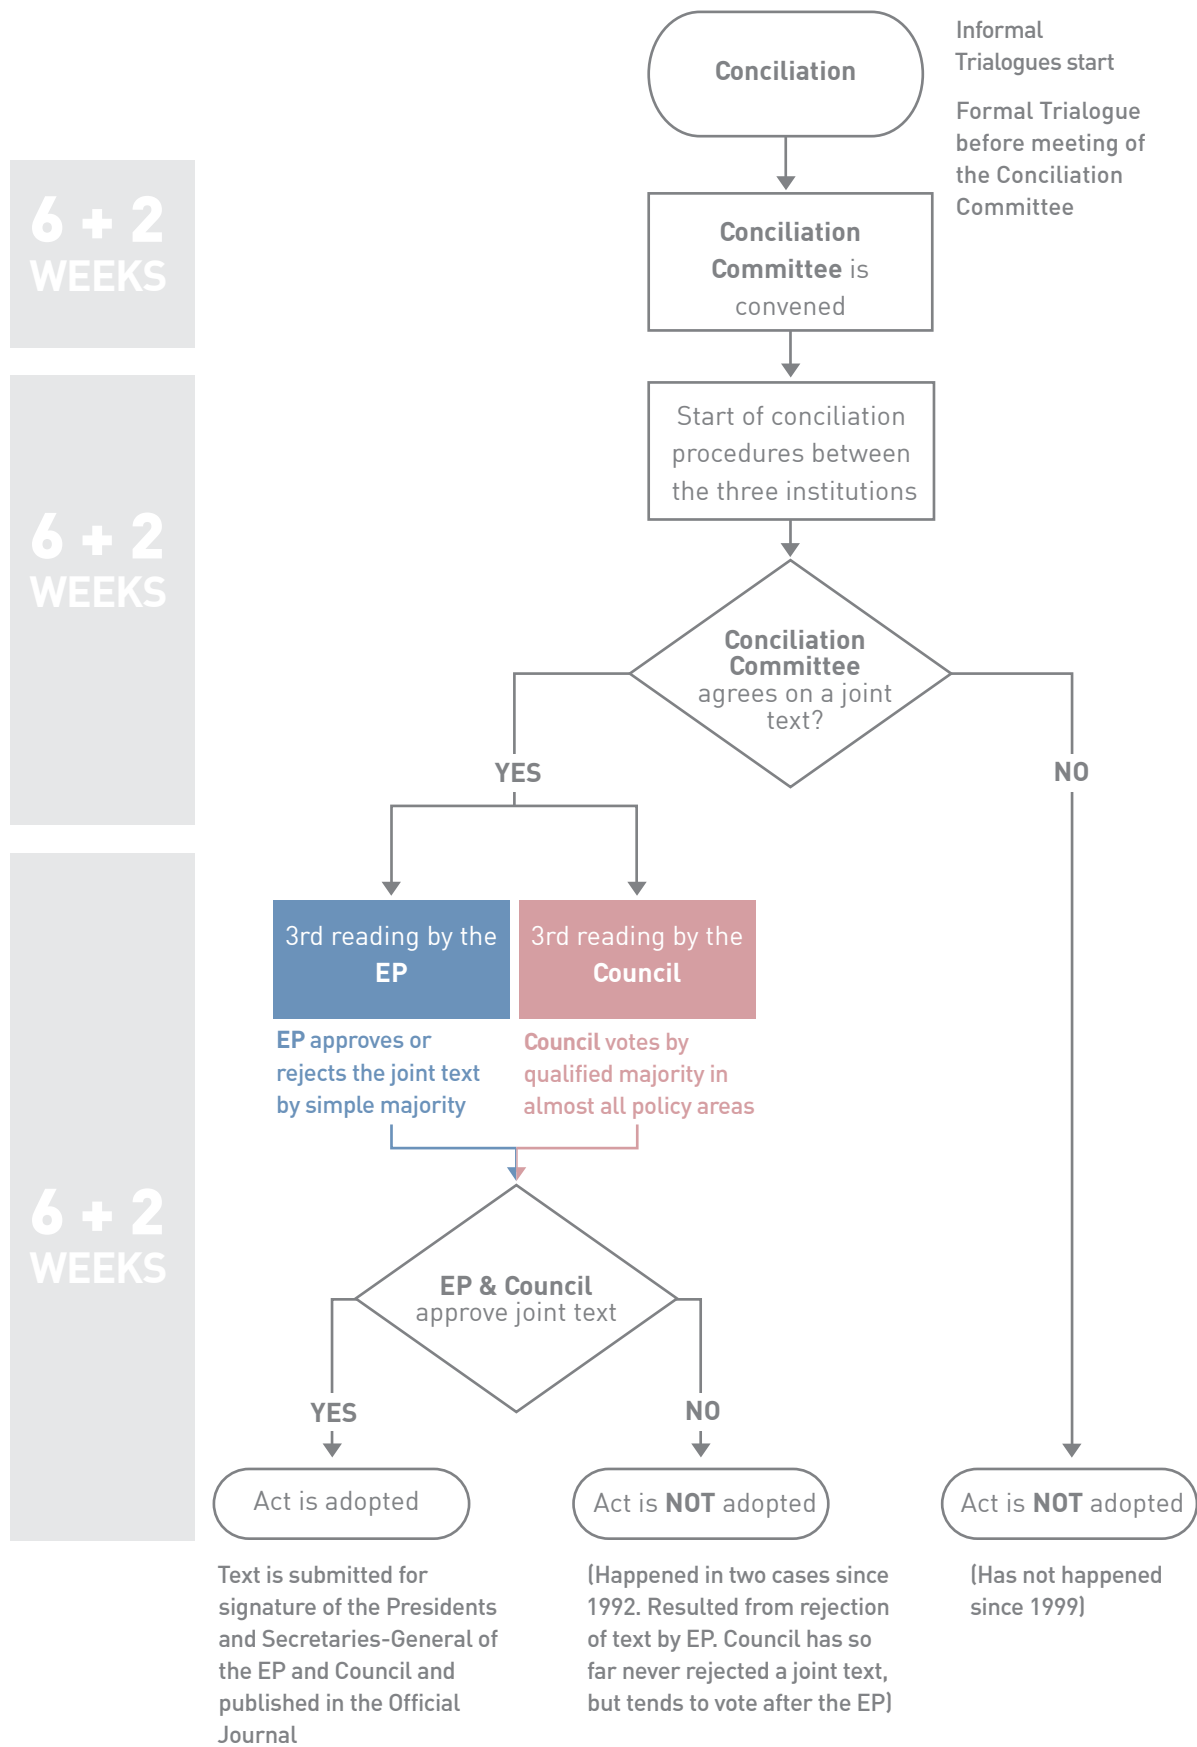 Conciliation
Informal
Trialogues start
Formal Trialogue
before meeting of
the Conciliation
Committee
6 + 2
WEEKS
Conciliation
Committee is
convened
Start of conciliation
procedures between
the three institutions
6 + 2
WEEKS
Conciliation
Committee
agrees on a joint
text?
YES
NO
3rd reading by the
EP
3rd reading by the
Council
EP approves or
rejects the joint text
by simple majority
Council votes by
qualified majority in
almost all policy areas
6 + 2
WEEKS
EP & Council
approve joint text
YES
NO
Act is adopted
Act is NOT adopted
Act is NOT adopted
Text is submitted for
signature of the Presidents
and Secretaries-General of
the EP and Council and
published in the Official
Journal
(Happened in two cases since
1992. Resulted from rejection
of text by EP. Council has so
far never rejected a joint text,
but tends to vote after the EP)
(Has not happened
since 1999)